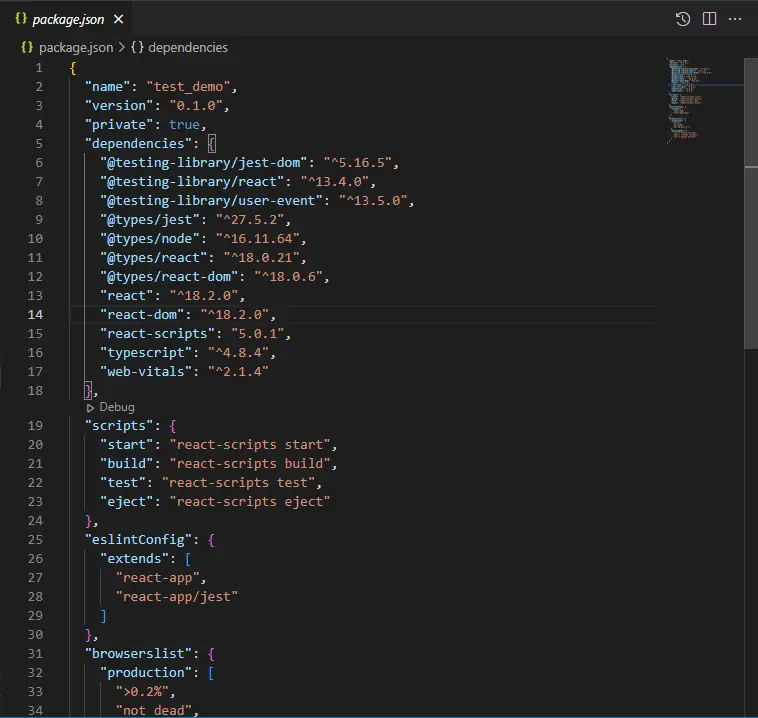 {} package.json ×
{} package.json > {} dependencies
1 {
2 "name": "test_demo",
3 "version": "0.1.0",
4 "private": true,
5 "dependencies": {
6 "@testing-library/jest-dom": "^5.16.5",
7 "@testing-library/react": "^13.4.0",
8 "@testing-library/user-event": "^13.5.0",
9 "@types/jest": "^27.5.2",
10 "@types/node": "^16.11.64",
11 "@types/react": "^18.0.21",
12 "@types/react-dom": "^18.0.6",
13 "react": "^18.2.0",
14 "react-dom": "^18.2.0",
15 "react-scripts": "5.0.1",
16 "typescript": "^4.8.4",
17 "web-vitals": "^2.1.4"
18 },
Debug
19 "scripts": {
20 "start": "react-scripts start",
21 "build": "react-scripts build",
22 "test": "react-scripts test",
23 "eject": "react-scripts eject"
24 },
25 "eslintConfig": {
26 "extends": [
27 "react-app",
28 "react-app/jest"
29 ]
30 },
31 "browserslist": {
32 "production": [
33 ">0.2%",
34 "not dead",